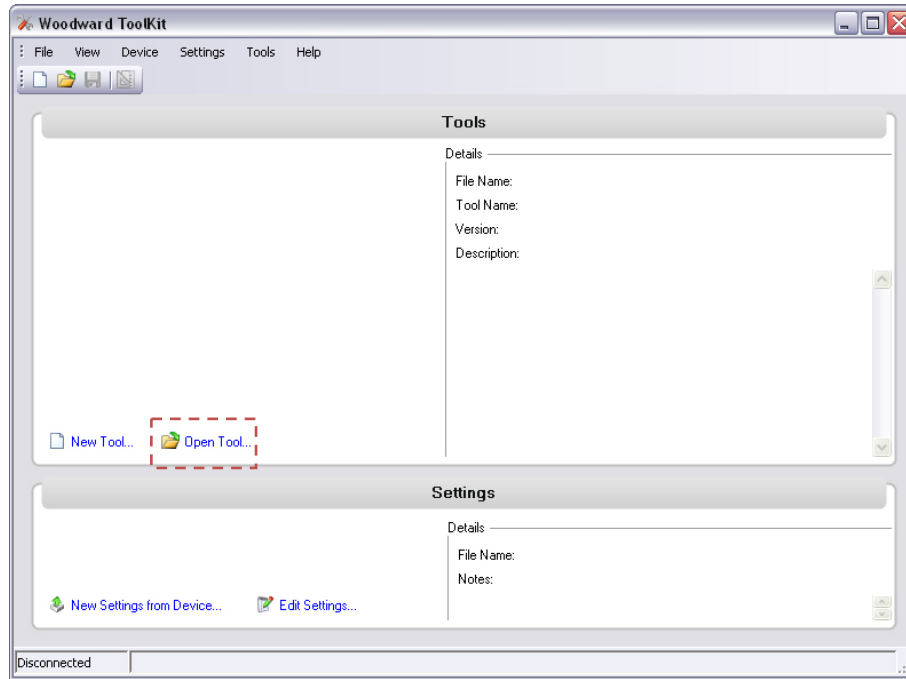 Woodward ToolKit
File View Device Settings Tools Help
Tools
Details
File Name:
Tool Name:
Version:
Description:
New Tool... Open Tool...
Settings
Details
File Name:
Notes:
New Settings from Device... Edit Settings...
Disconnected